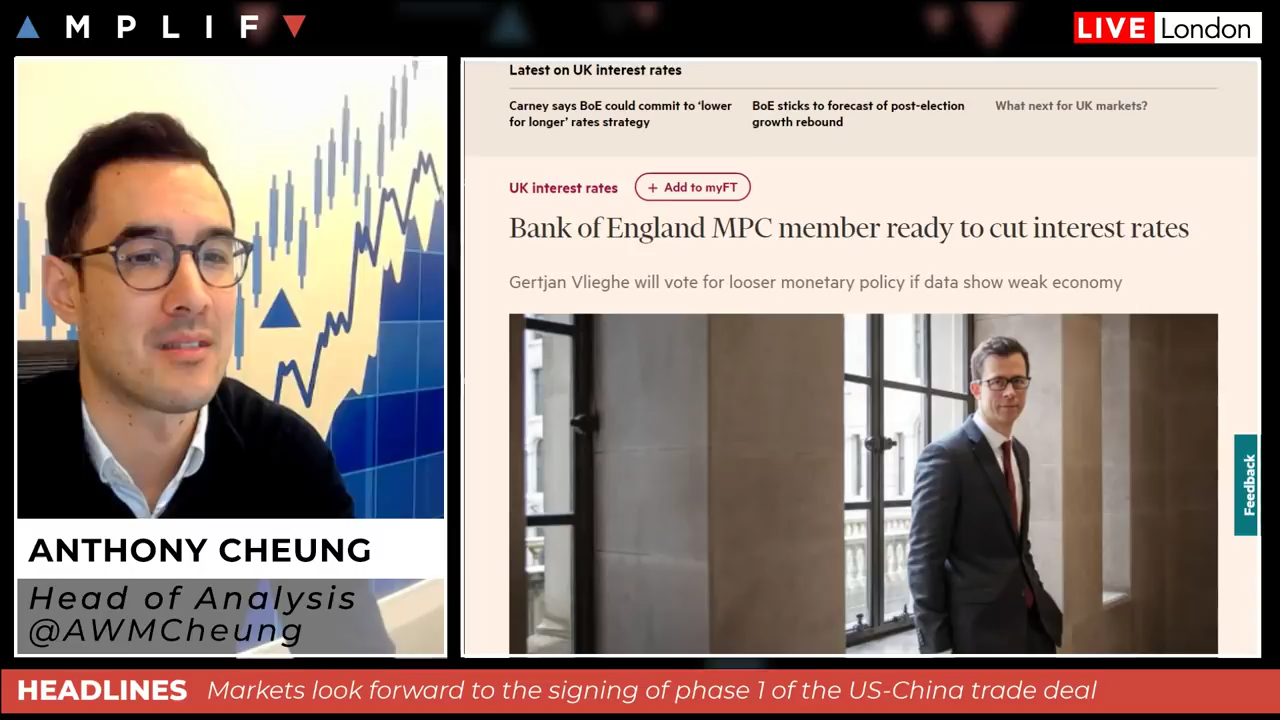 AMPLIFY
LIVE London
Latest on UK interest rates
Carney says BoE could commit to ‘lower
for longer’ rates strategy
BoE sticks to forecast of post-election
growth rebound
What next for UK markets?
UK interest rates
+ Add to myFT
Bank of England MPC member ready to cut interest rates
Gertjan Vlieghe will vote for looser monetary policy if data show weak economy
Feedback
ANTHONY CHEUNG
Head of Analysis
@AWMCheung
HEADLINES Markets look forward to the signing of phase 1 of the US-China trade deal